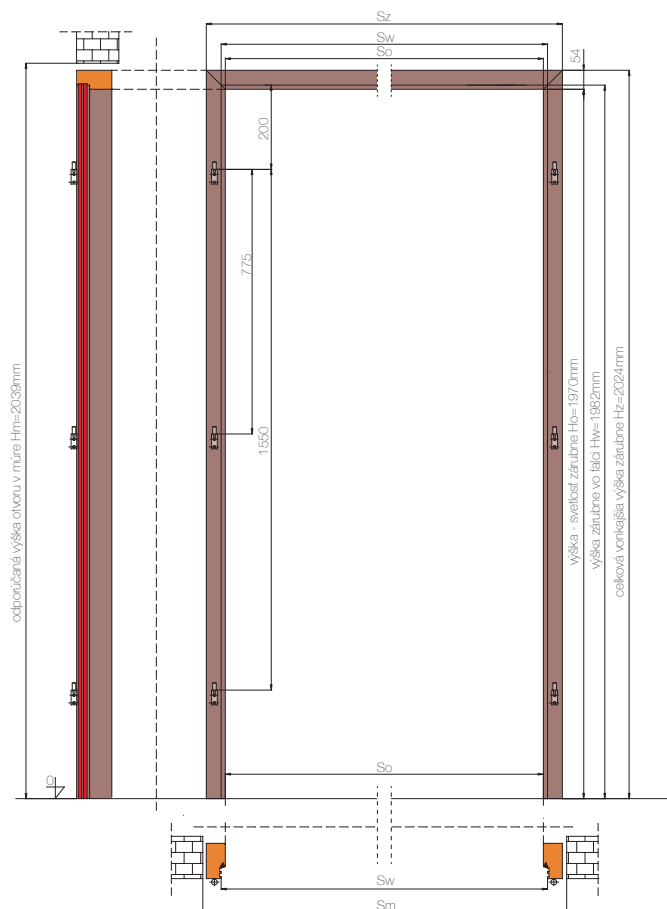 Sz
Sw
So
54
200
775
1550
odporúčaná výška otvoru v múre Hm=2039mm
výška - svetlosť zárubne Ho=1970mm
výška zárubne vo falci Hw=1982mm
celková vonkajšia výška zárubne Hz=2024mm
0
So
Sw
Sm